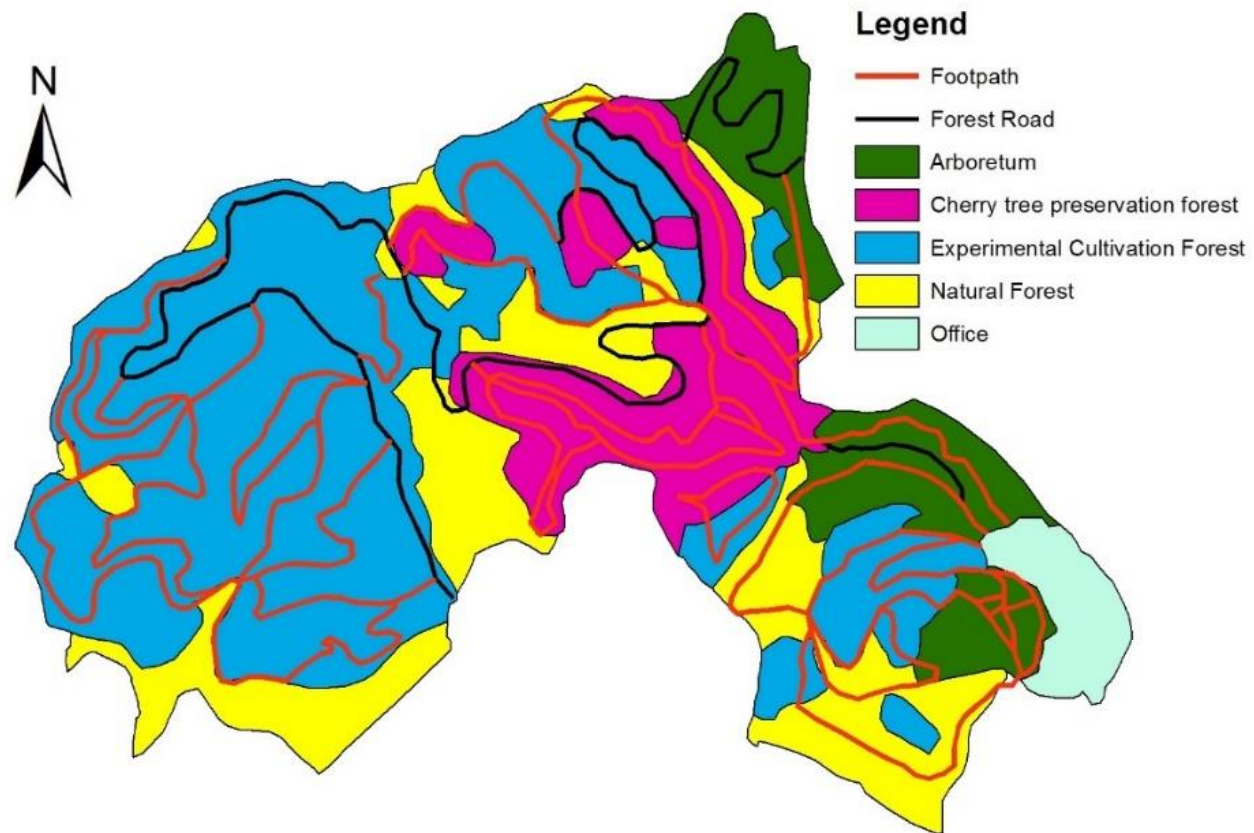 Legend
N
Footpath
Forest Road
Arboretum
Cherry tree preservation forest
Experimental Cultivation Forest
Natural Forest
Office